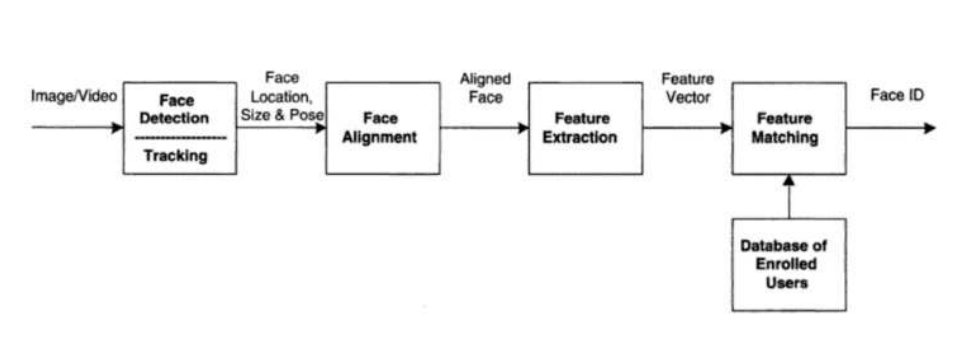 Image/Video
Face
Detection
Tracking
Face
Location,
Size & Pose
Face
Alignment
Aligned
Face
Feature
Extraction
Feature
Vector
Feature
Matching
Face ID
Database of
Enrolled
Users